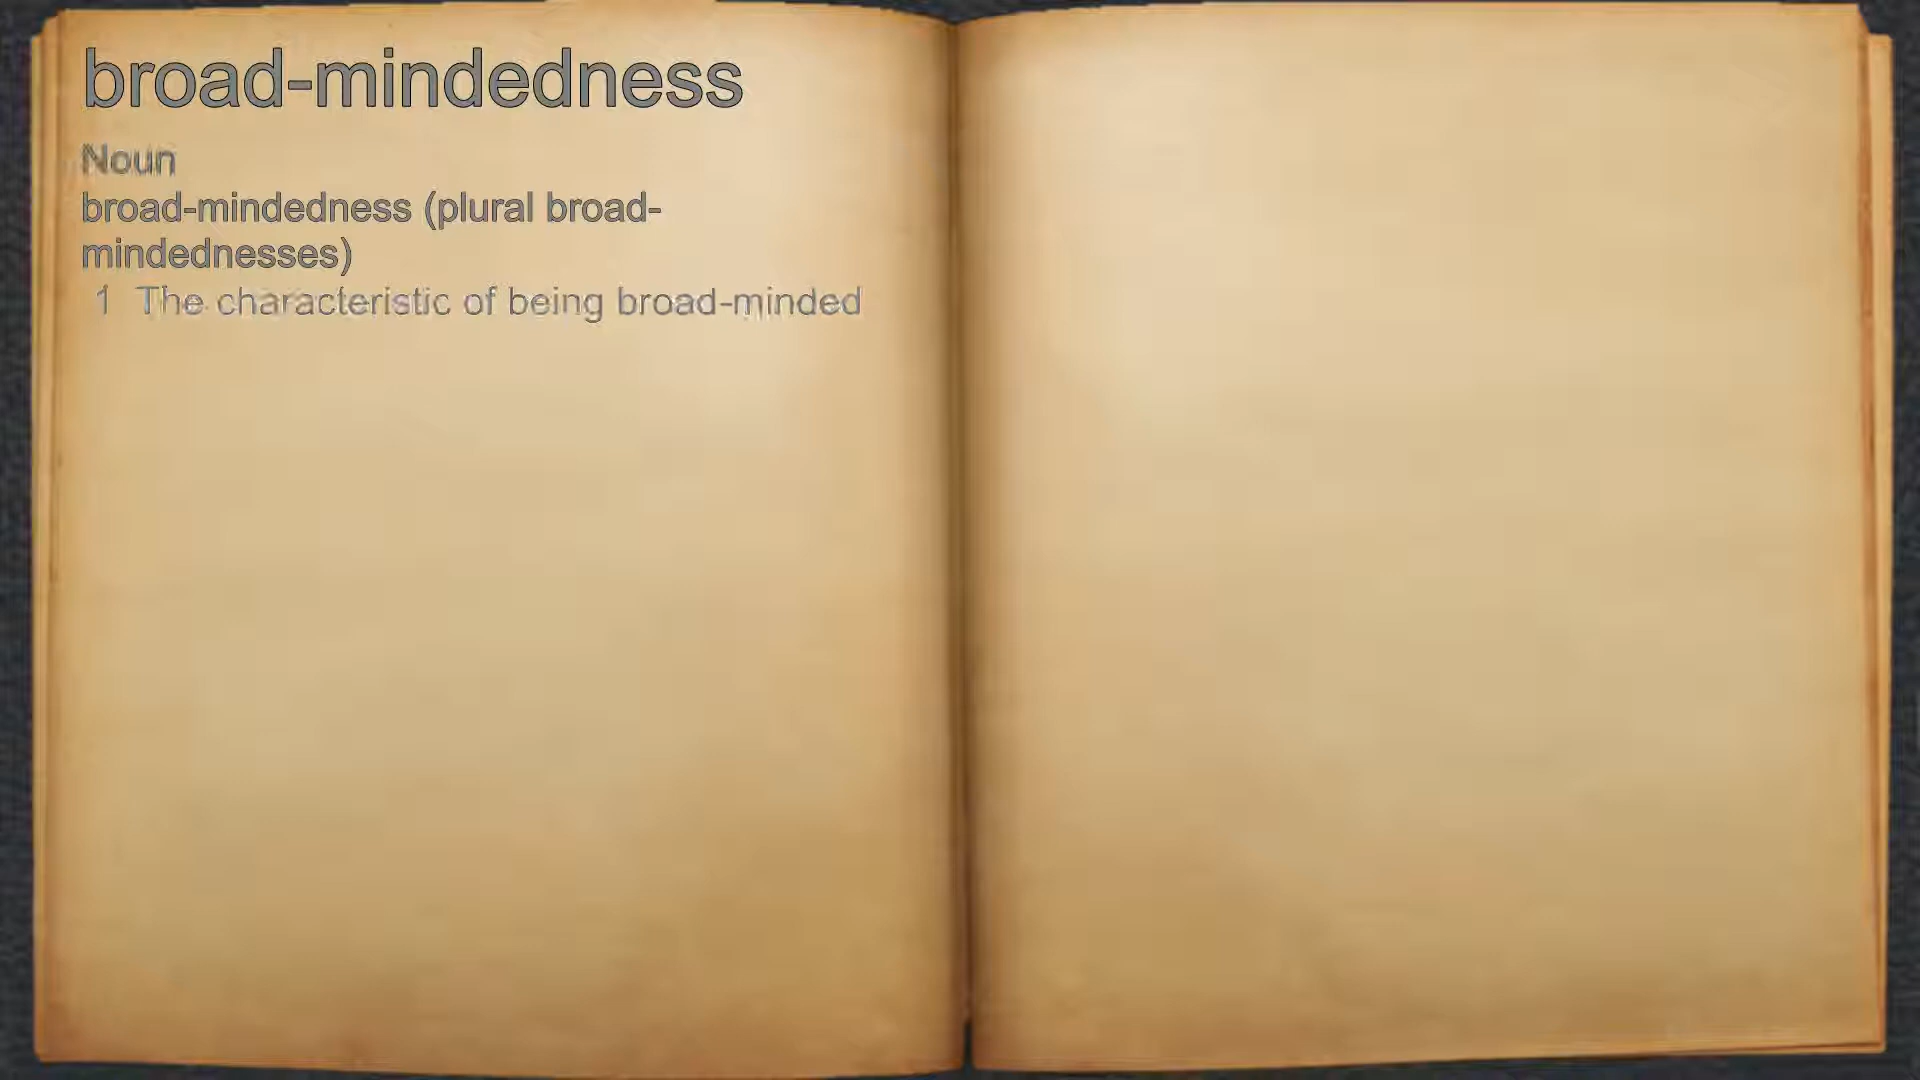 broad-mindedness
Noun
broad-mindedness (plural broad-
mindednesses)
1 The characteristic of being broad-minded